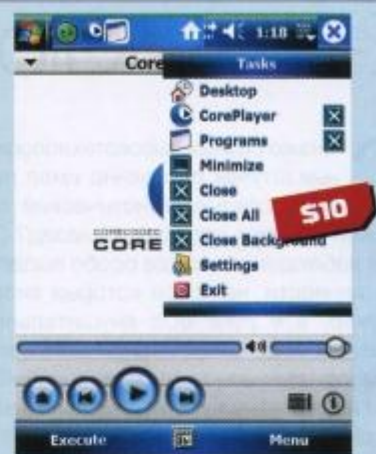 1:18
Core
Tasks
Desktop
CorePlayer
Programs
Minimize
Close
Close All
$10
CORECODEC
CORE
Close Background
Settings
Exit
Execute
Menu